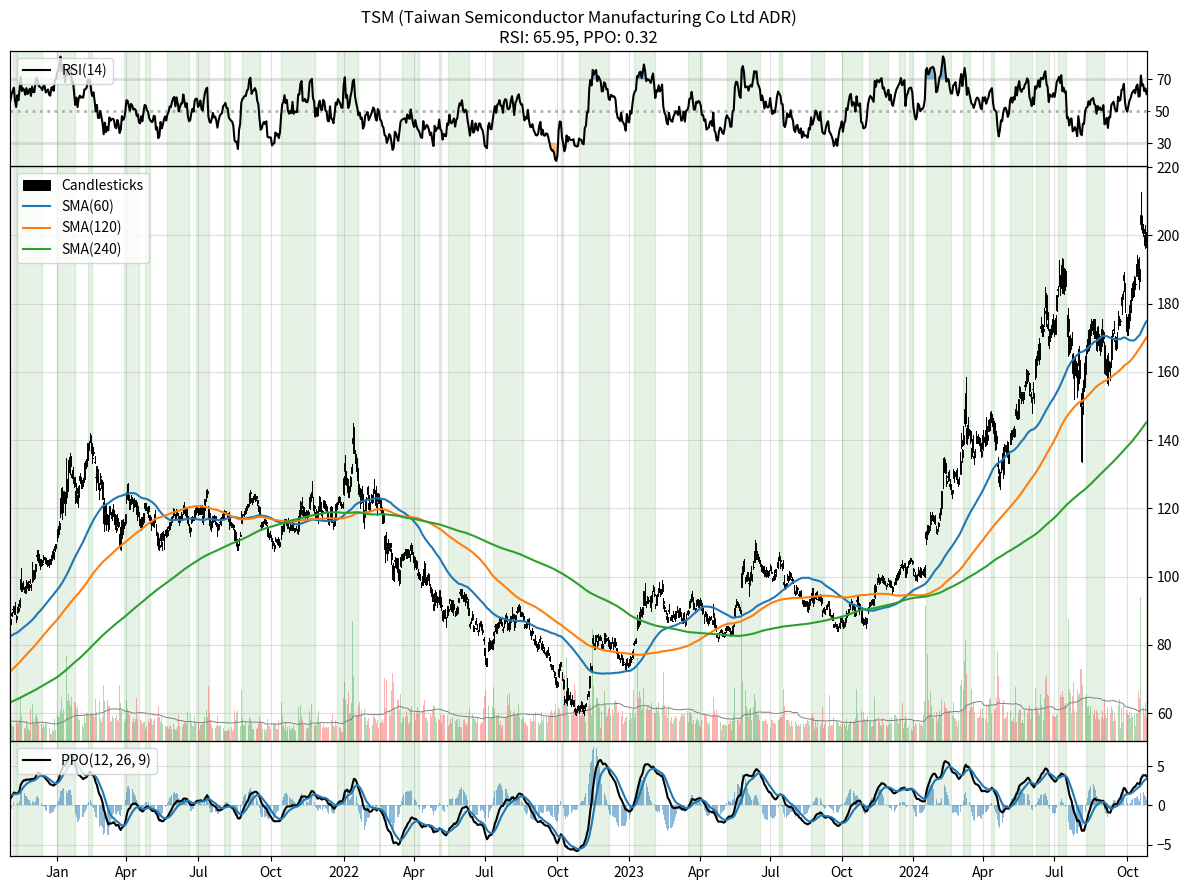 TSM (Taiwan Semiconductor Manufacturing Co Ltd ADR)
RSI: 65.95, PPO: 0.32
RSI(14)
70
50
30
220
Candlesticks
SMA(60)
SMA(120)
SMA(240)
200
180
160
140
120
100
80
60
PPO(12, 26, 9)
5
0
−5
Jan Apr Jul Oct 2022 Apr Jul Oct 2023 Apr Jul Oct 2024 Apr Jul Oct